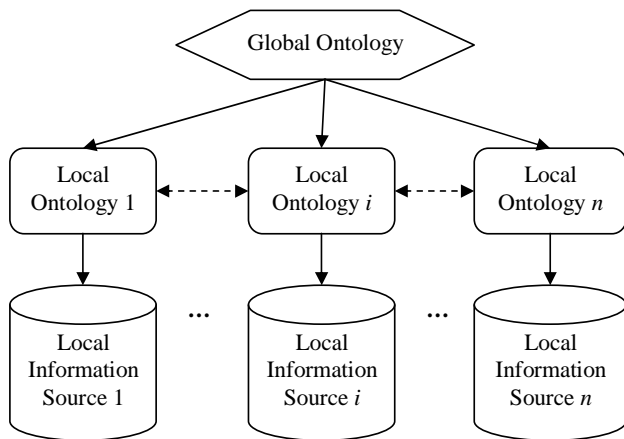 Global Ontology
Local
Ontology 1
Local
Ontology i
Local
Ontology n
...
...
Local
Information
Source 1
Local
Information
Source i
Local
Information
Source n